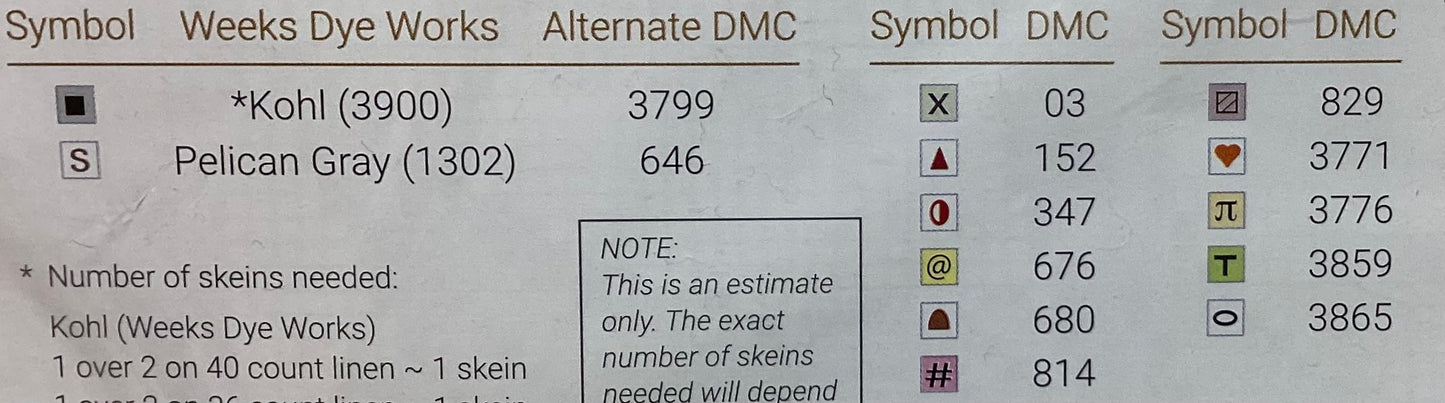 Symbol Weeks Dye Works Alternate DMC
*Kohl (3900) 3799
S Pelican Gray (1302) 646
* Number of skeins needed:
Kohl (Weeks Dye Works)
1 over 2 on 40 count linen ~ 1 skein
NOTE:
This is an estimate
only. The exact
number of skeins
needed will depend
Symbol DMC
X 03
152
347
@ 676
680
# 814
Symbol DMC
829
3771
π 3776
T 3859
3865